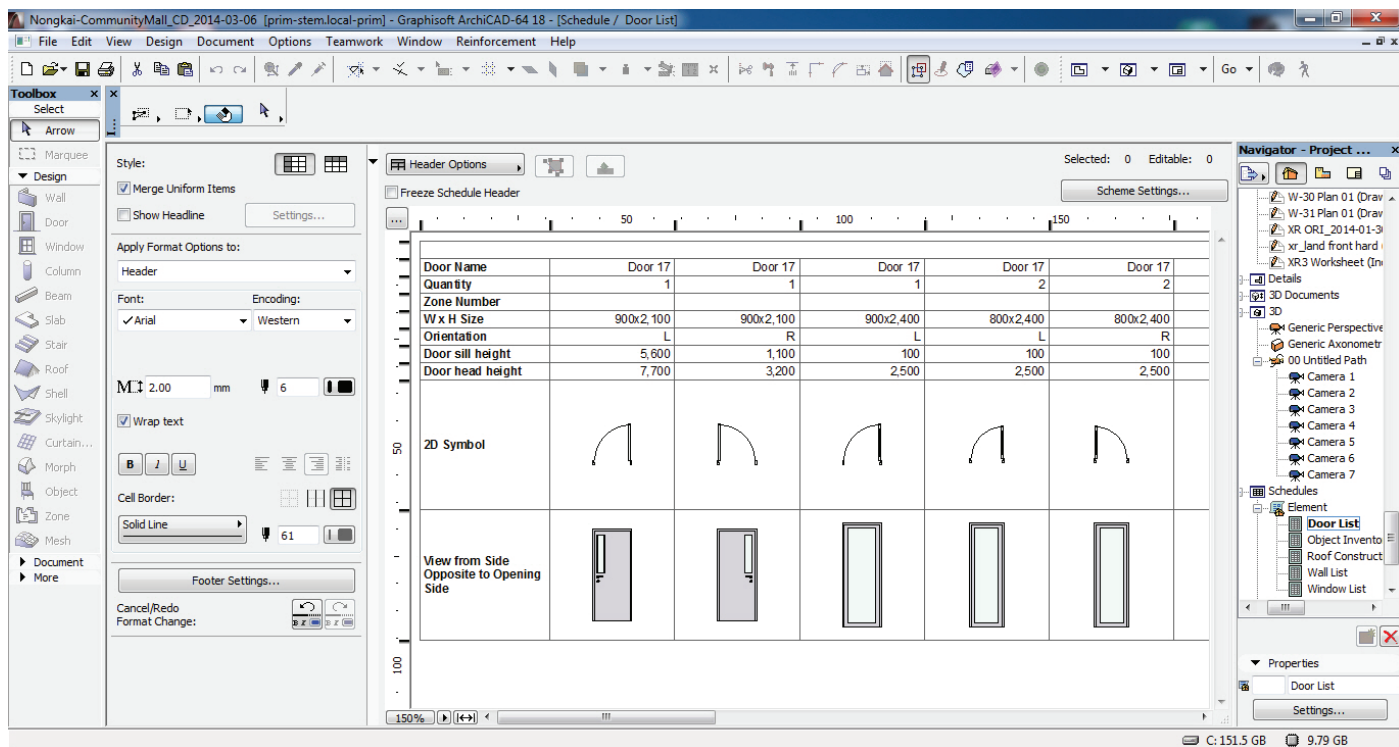 Nongkai-CommunityMall_CD_2014-03-06 [prim-stem.local-prim] - Graphisoft ArchiCAD-64 18 - [Schedule / Door List]
File Edit View Design Document Options Teamwork Window Reinforcement Help
Go
Toolbox
Select
Arrow
Marquee
Design
Wall
Door
Window
Column
Beam
Slab
Stair
Roof
Shell
Skylight
Curtain...
Morph
Object
Zone
Mesh
Document
More
Style:
Merge Uniform Items
Show Headline Settings...
Apply Format Options to:
Header
Font: Encoding:
Arial Western
2.00 mm 6
Wrap text
B I U
Cell Border:
Solid Line 61
Footer Settings...
Cancel/Redo
Format Change:
Header Options
Selected: 0 Editable: 0
Freeze Schedule Header
Scheme Settings...
... 50 100 150
Door Name Door 17 Door 17 Door 17 Door 17 Door 17
Quantity 1 1 1 2 2
Zone Number
W x H Size 900x2,100 900x2,100 900x2,400 800x2,400 800x2,400
Orientation L R L L R
Door sill height 5,600 1,100 100 100 100
Door head height 7,700 3,200 2,500 2,500 2,500
50
2D Symbol
View from Side
Opposite to Opening
Side
100
150%
Navigator - Project ...
W-30 Plan 01 (Drav
W-31 Plan 01 (Drav
XR ORI_2014-01-3
xr_land front hard
XR3 Worksheet (In
Details
3D Documents
3D
Generic Perspective
Generic Axonometr
00 Untitled Path
Camera 1
Camera 2
Camera 3
Camera 4
Camera 5
Camera 6
Camera 7
Schedules
Element
Door List
Object Invento
Roof Construct
Wall List
Window List
Properties
Door List
Settings...
C: 151.5 GB 9.79 GB